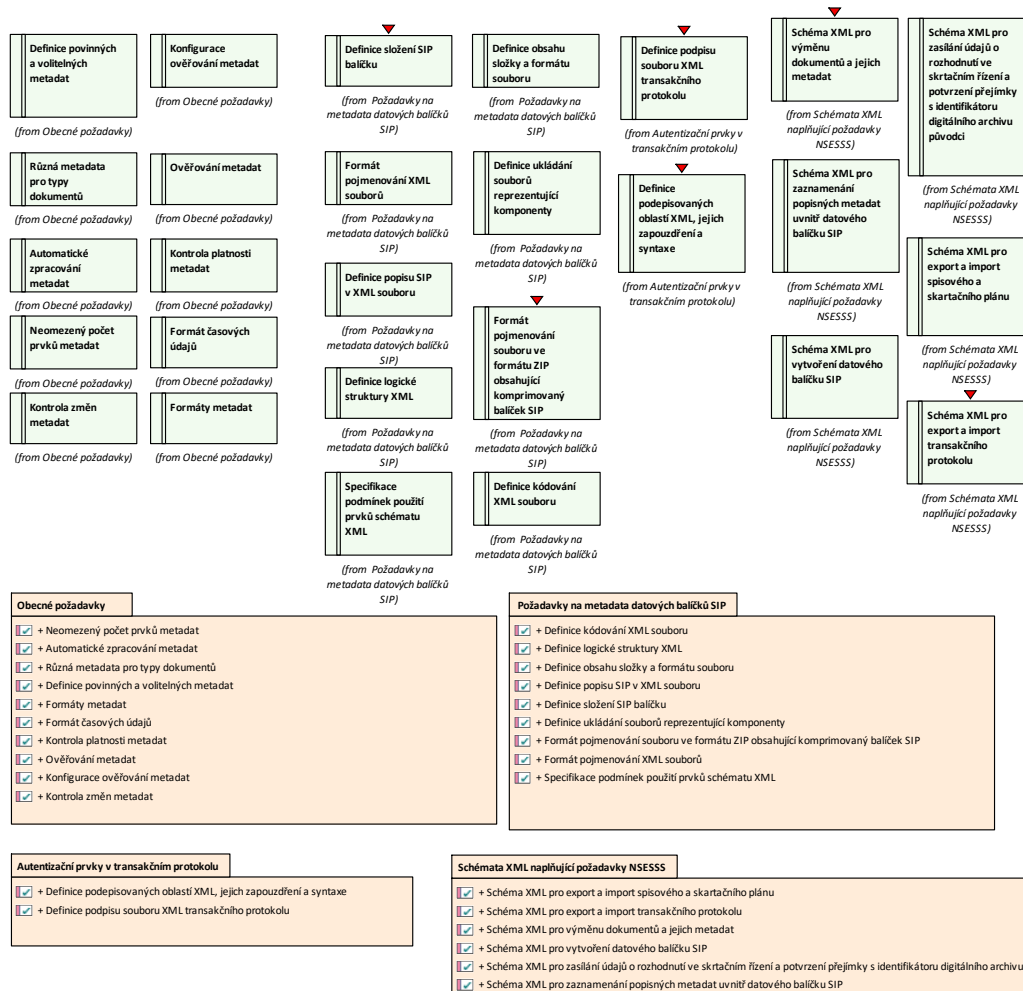 Definice povinných
a volitelných
metadat
(from Obecné požadavky)
Konfigurace
ověřování metadat
(from Obecné požadavky)
Různá metadata
pro typy
dokumentů
(from Obecné požadavky)
Ověřování metadat
(from Obecné požadavky)
Automatické
zpracování
metadat
(from Obecné požadavky)
Kontrola platnosti
metadat
(from Obecné požadavky)
Neomezený počet
prvků metadat
(from Obecné požadavky)
Formát časových
údajů
(from Obecné požadavky)
Kontrola změn
metadat
(from Obecné požadavky)
Formáty metadat
(from Obecné požadavky)
Definice složení SIP
balíčku
(from Požadavky na
metadata datových balíčků
SIP)
Definice obsahu
složky a formátu
souboru
(from Požadavky na
metadata datových balíčků
SIP)
Formát
pojmenování XML
souborů
(from Požadavky na
metadata datových balíčků
SIP)
Definice ukládání
souborů
reprezentující
komponenty
(from Požadavky na
metadata datových balíčků
SIP)
Definice popisu SIP
v XML souboru
(from Požadavky na
metadata datových balíčků
SIP)
Formát
pojmenování
souboru ve
formátu ZIP
obsahující
komprimovaný
balíček SIP
(from Požadavky na
metadata datových balíčků
SIP)
Definice logické
struktury XML
(from Požadavky na
metadata datových balíčků
SIP)
Specifikace
podmínek použití
prvků schématu
XML
(from Požadavky na
metadata datových balíčků
SIP)
Definice kódování
XML souboru
(from Požadavky na
metadata datových balíčků
SIP)
Definice podpisu
souboru XML
transakčního
protokolu
(from Autentizační prvky v
transakčním protokolu)
Definice
podepisovaných
oblastí XML, jejich
zapouzdření a
syntaxe
(from Autentizační prvky v
transakčním protokolu)
Schéma XML pro
výměnu
dokumentů a jejich
metadat
(from Schémata XML
naplňující požadavky
NSESSS)
Schéma XML pro
zasílání údajů o
rozhodnutí ve
skrtačním řízení a
potvrzení přejímky
s identifikátoru
digitálního archivu
původci
(from Schémata XML
naplňující požadavky
NSESSS)
Schéma XML pro
zaznamenání
popisných metadat
uvnitř datového
balíčku SIP
(from Schémata XML
naplňující požadavky
NSESSS)
Schéma XML pro
export a import
spisového a
skartačního plánu
(from Schémata XML
naplňující požadavky
NSESSS)
Schéma XML pro
vytvoření datového
balíčku SIP
(from Schémata XML
naplňující požadavky
NSESSS)
Schéma XML pro
export a import
transakčního
protokolu
(from Schémata XML
naplňující požadavky
NSESSS)
Obecné požadavky
+ Neomezený počet prvků metadat
+ Automatické zpracování metadat
+ Různá metadata pro typy dokumentů
+ Definice povinných a volitelných metadat
+ Formáty metadat
+ Formát časových údajů
+ Kontrola platnosti metadat
+ Ověřování metadat
+ Konfigurace ověřování metadat
+ Kontrola změn metadat
Požadavky na metadata datových balíčků SIP
+ Definice kódování XML souboru
+ Definice logické struktury XML
+ Definice obsahu složky a formátu souboru
+ Definice popisu SIP v XML souboru
+ Definice složení SIP balíčku
+ Definice ukládání souborů reprezentující komponenty
+ Formát pojmenování souboru ve formátu ZIP obsahující komprimovaný balíček SIP
+ Formát pojmenování XML souborů
+ Specifikace podmínek použití prvků schématu XML
Autentizační prvky v transakčním protokolu
+ Definice podepisovaných oblastí XML, jejich zapouzdření a syntaxe
+ Definice podpisu souboru XML transakčního protokolu
Schémata XML naplňující požadavky NSESSS
+ Schéma XML pro export a import spisového a skartačního plánu
+ Schéma XML pro export a import transakčního protokolu
+ Schéma XML pro výměnu dokumentů a jejich metadat
+ Schéma XML pro vytvoření datového balíčku SIP
+ Schéma XML pro zasílání údajů o rozhodnutí ve skrtačním řízení a potvrzení přejímky s identifikátoru digitálního archivu
+ Schéma XML pro zaznamenání popisných metadat uvnitř datového balíčku SIP